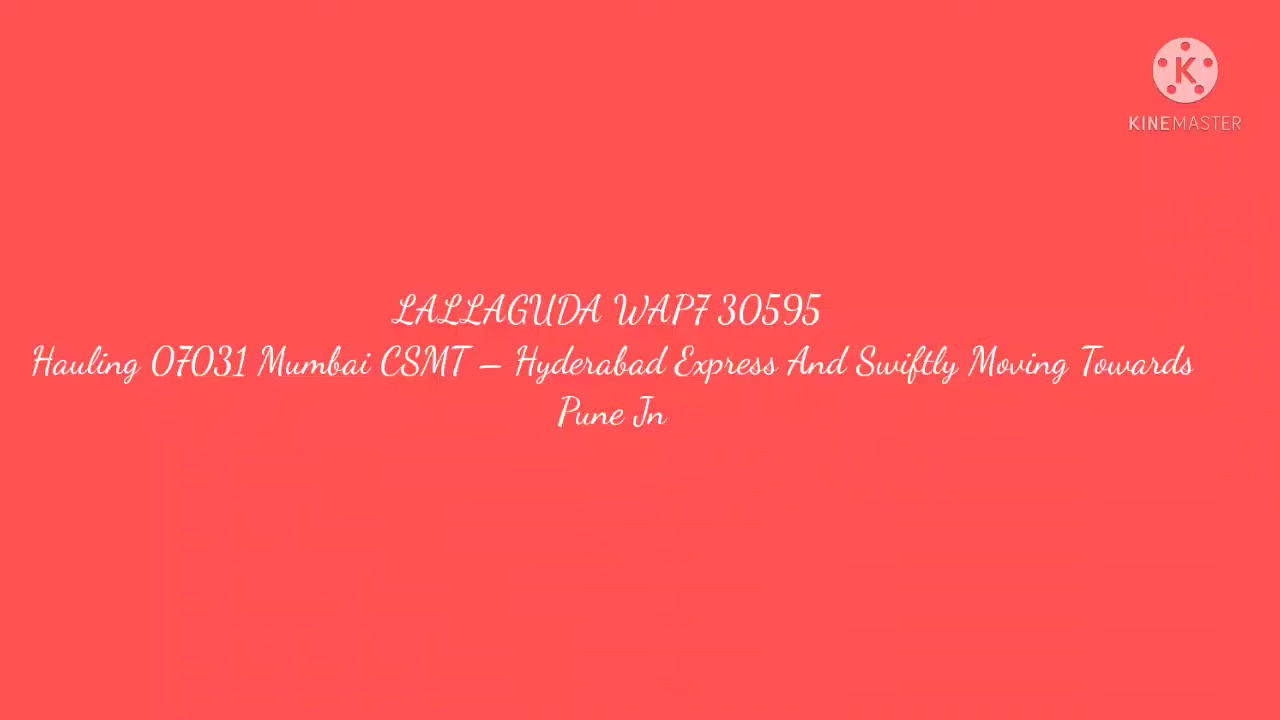 K
KINEMASTER
LALLAGUDA WAP7 30595
Hauling 07031 Mumbai CSMT – Hyderabad Express And Swiftly Moving Towards
Pune Jn